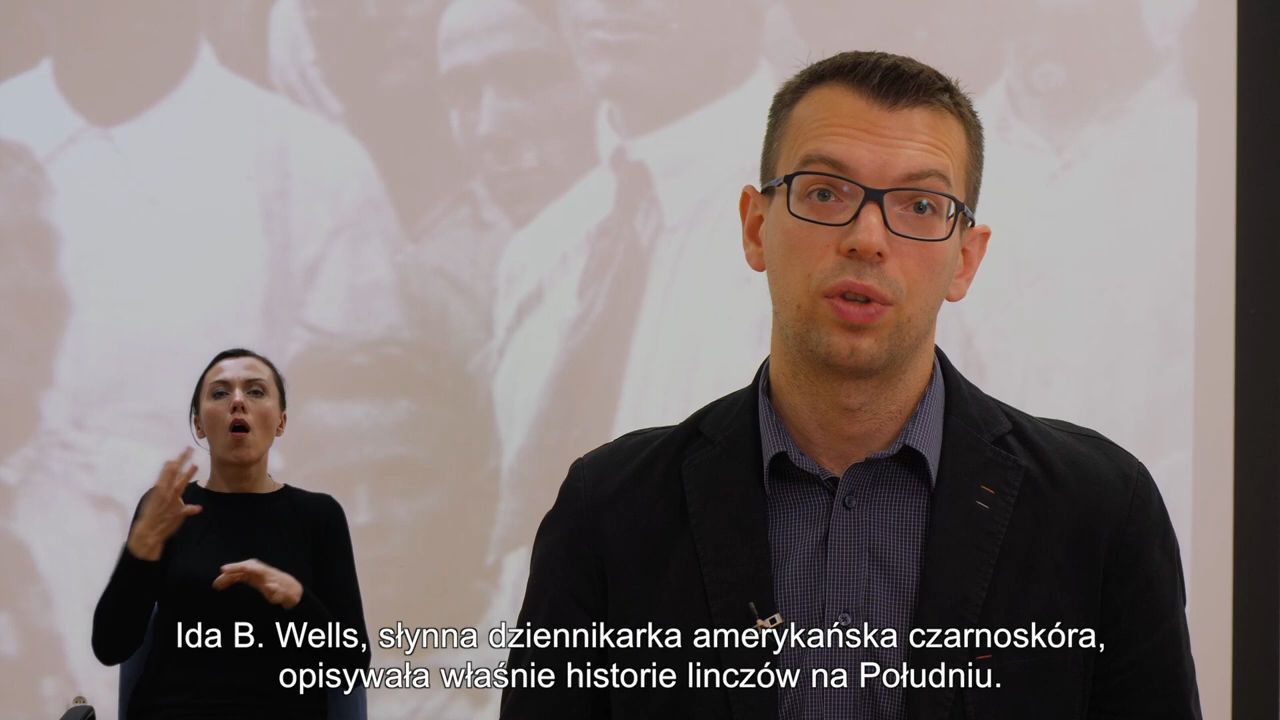 Ida B. Wells, słynna dziennikarka amerykańska czarnoskóra,
opisywała właśnie historie linczów na Południu.